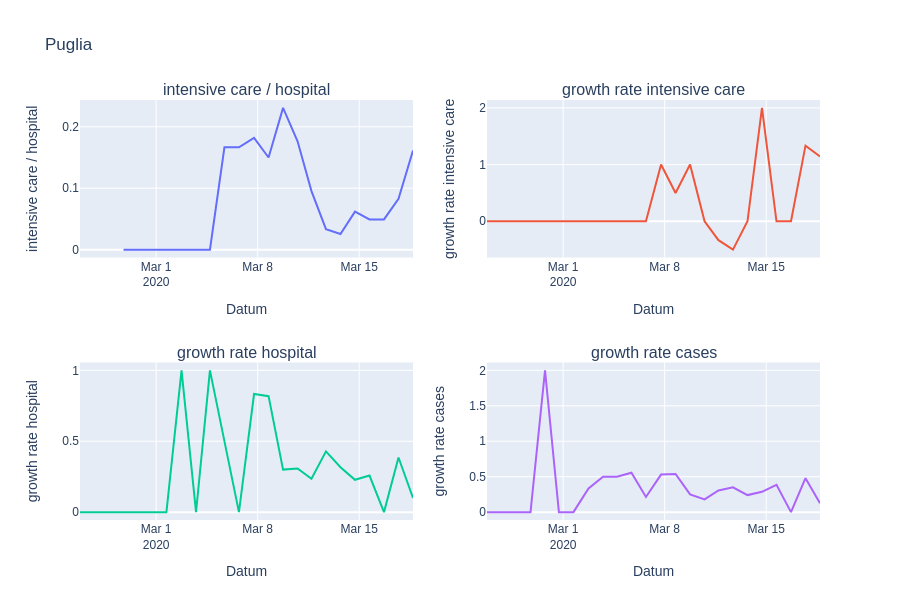 Puglia
intensive care / hospital
intensive care / hospital
0.2
0.1
0
Mar 1
2020
Mar 8
Mar 15
Datum
growth rate intensive care
growth rate intensive care
2
1
0
Mar 1
2020
Mar 8
Mar 15
Datum
growth rate hospital
growth rate hospital
1
0.5
0
Mar 1
2020
Mar 8
Mar 15
Datum
growth rate cases
growth rate cases
2
1.5
1
0.5
0
Mar 1
2020
Mar 8
Mar 15
Datum